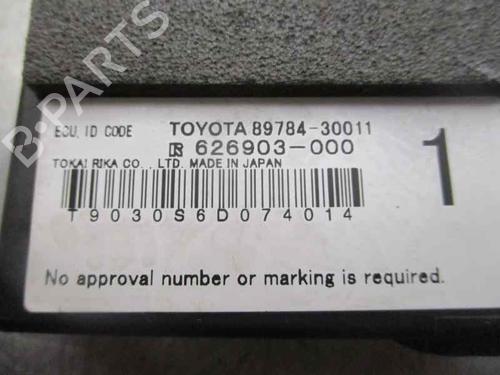 B-PARTS
ECU, ID CODE TOYOTA 89784-30011
626903-000 1
TOKAI RIKA CO., LTD. MADE IN JAPAN
T9030S6D074014
No approval number or marking is required.